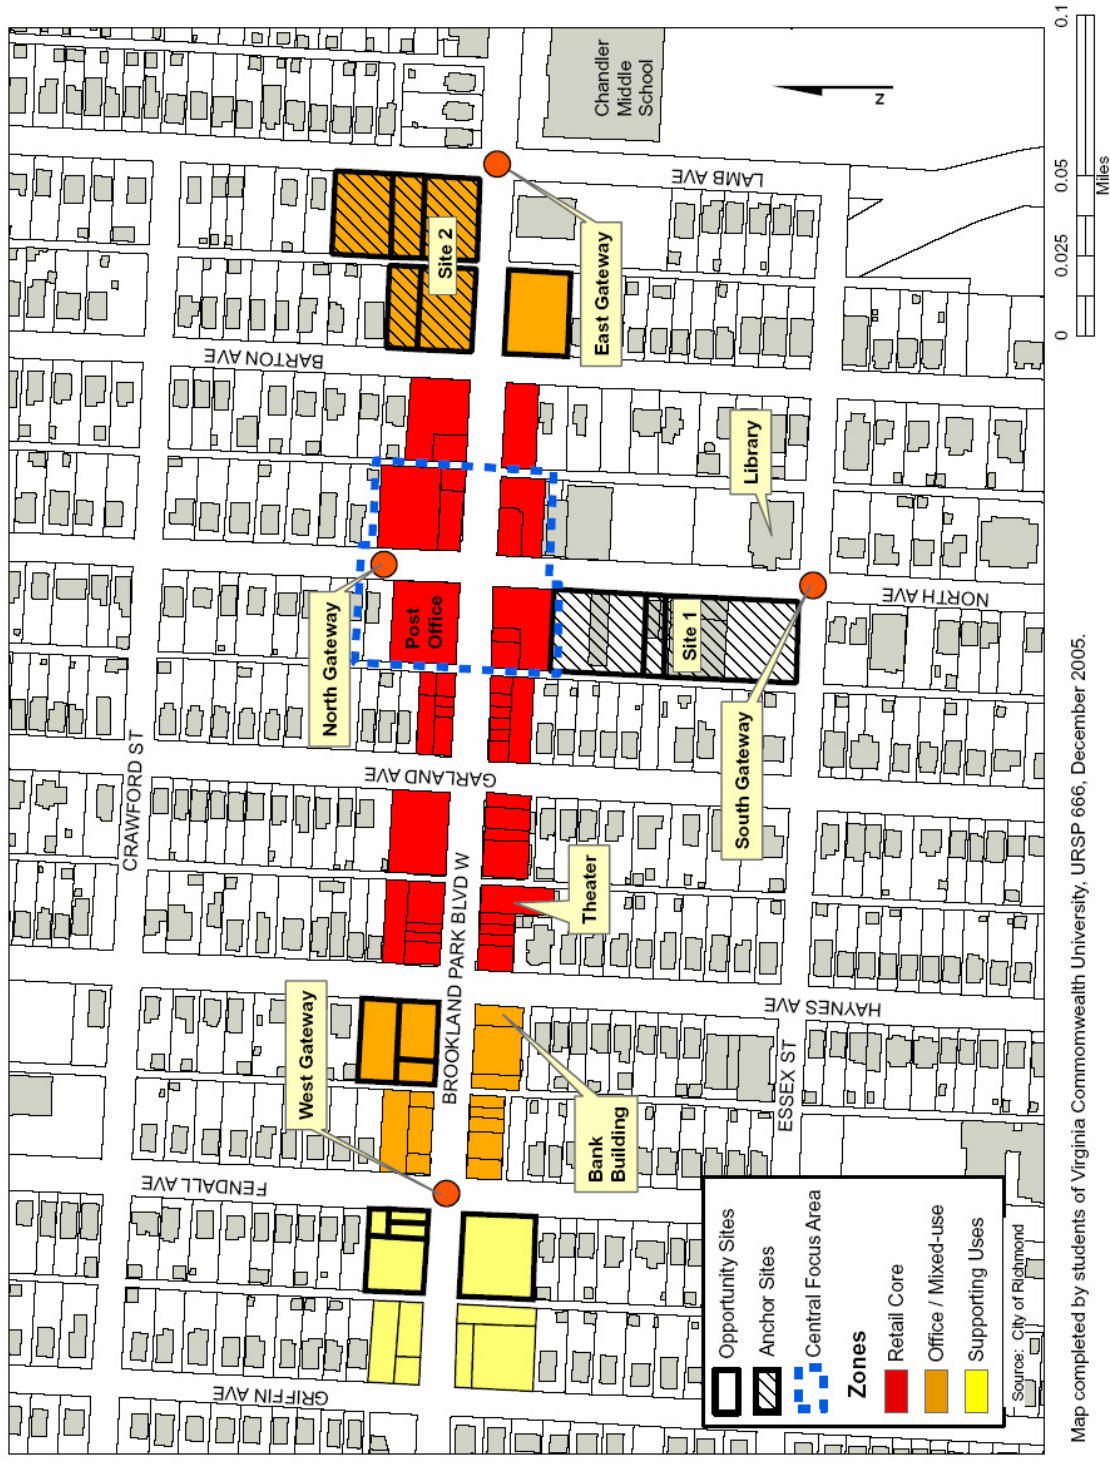 Chandler
Middle
School
N
LAMB AVE
East Gateway
Site 2
BARTON AVE
Library
NORTH AVE
North Gateway
Post
Office
Site 1
South Gateway
GARLAND AVE
CRAWFORD ST
BROOKLAND PARK BLVD W
Theater
HAYNES AVE
West Gateway
ESSEX ST
Bank
Building
FENDALL AVE
GRIFFIN AVE
Opportunity Sites
Anchor Sites
Central Focus Area
Zones
Retail Core
Office / Mixed-use
Supporting Uses
Source: City of Richmond
0 0.025 0.05 0.1
Miles
Map completed by students of Virginia Commonwealth University, URSP 666, December 2005.